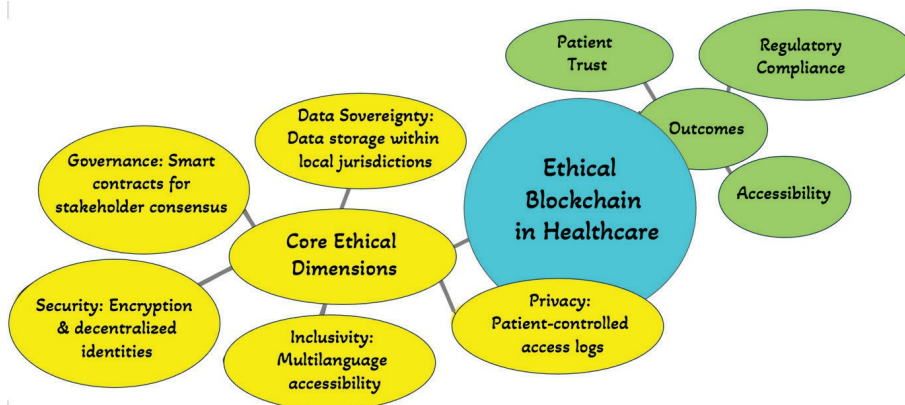 Patient
Trust
Regulatory
Compliance
Outcomes
Accessibility
Ethical
Blockchain
in Healthcare
Data Sovereignty:
Data storage within
local jurisdictions
Governance: Smart
contracts for
stakeholder consensus
Core Ethical
Dimensions
Security: Encryption
& decentralized
identities
Inclusivity:
Multilanguage
accessibility
Privacy:
Patient-controlled
access logs